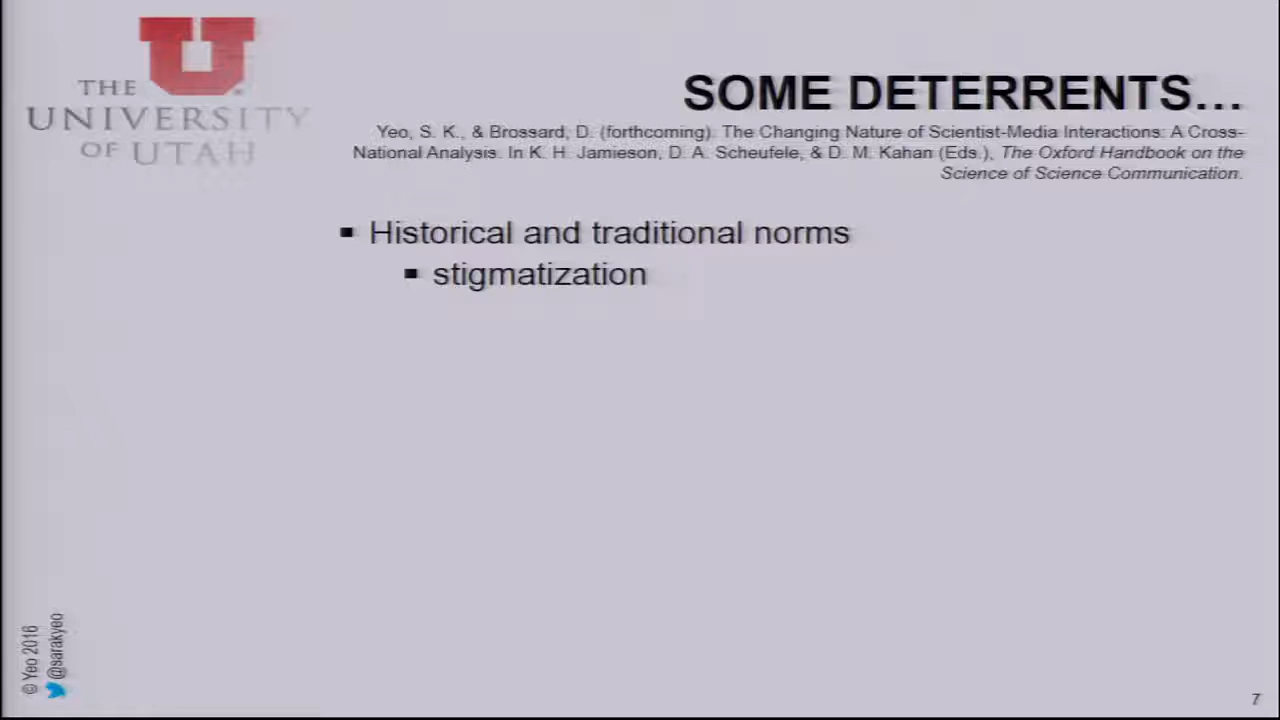 THE
UNIVERSITY
OF UTAH
SOME DETERRENTS...
Yeo, S. K., & Brossard, D. (forthcoming). The Changing Nature of Scientist-Media Interactions: A Cross-
National Analysis. In K. H. Jamieson, D. A. Scheufele, & D. M. Kahan (Eds.), The Oxford Handbook on the
Science of Science Communication.
▪ Historical and traditional norms
▪ stigmatization
© Yeo 2016
@sarakyeo
7